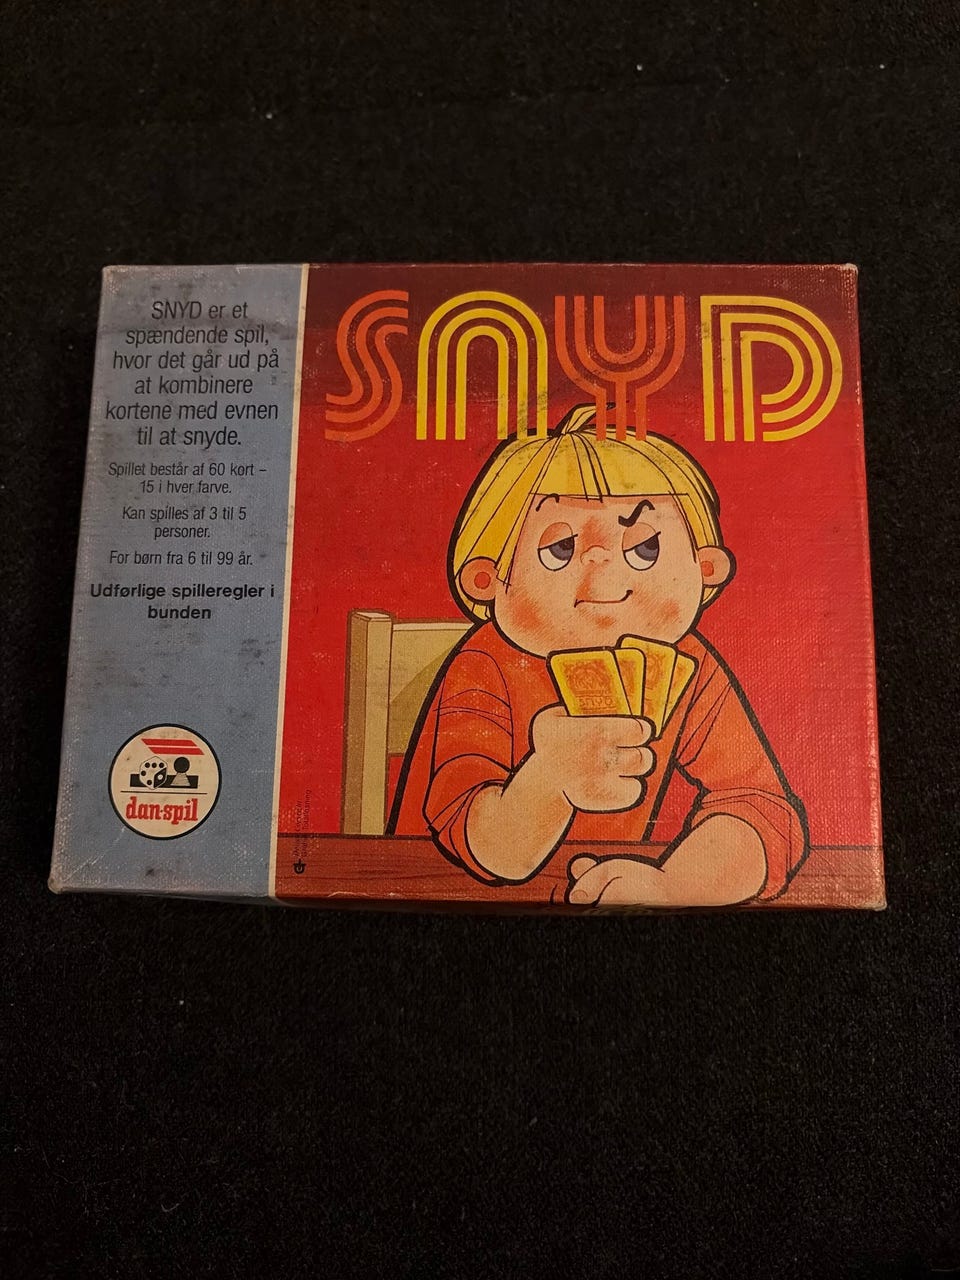 SNYD er et
spændende spil,
hvor det går ud på
at kombinere
kortene med evnen
til at snyde.
Spillet består af 60 kort –
15 i hver farve.
Kan spilles af 3 til 5
personer.
For børn fra 6 til 99 år.
Udførlige spilleregler i
bunden
dan-spil
SNYD
SNYD